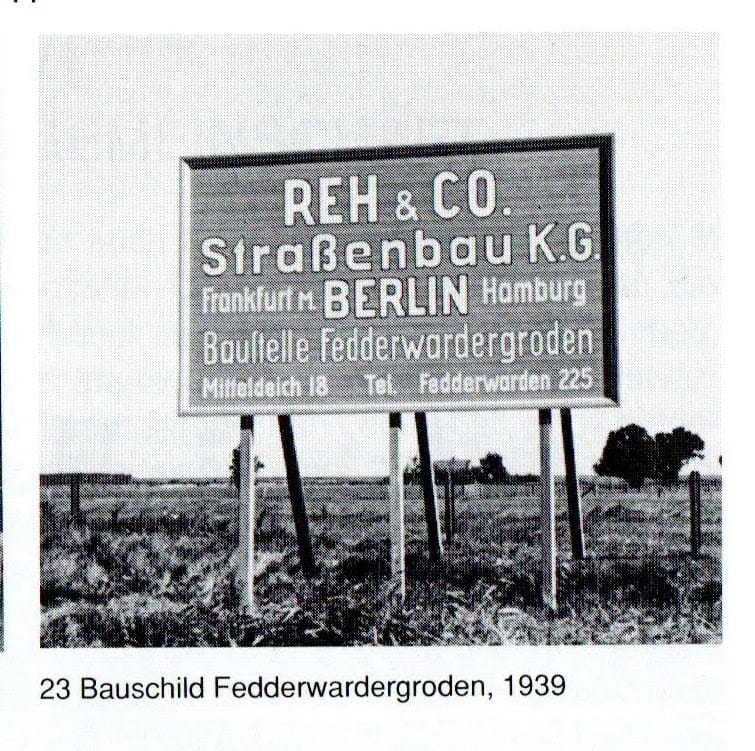 REH & CO.
Straßenbau K.G.
Frankfurt M. BERLIN Hamburg
Bauſtelle Fedderwardergroden
Mitteldeich 18 Tel. Fedderwarden 225
23 Bauschild Fedderwardergroden, 1939